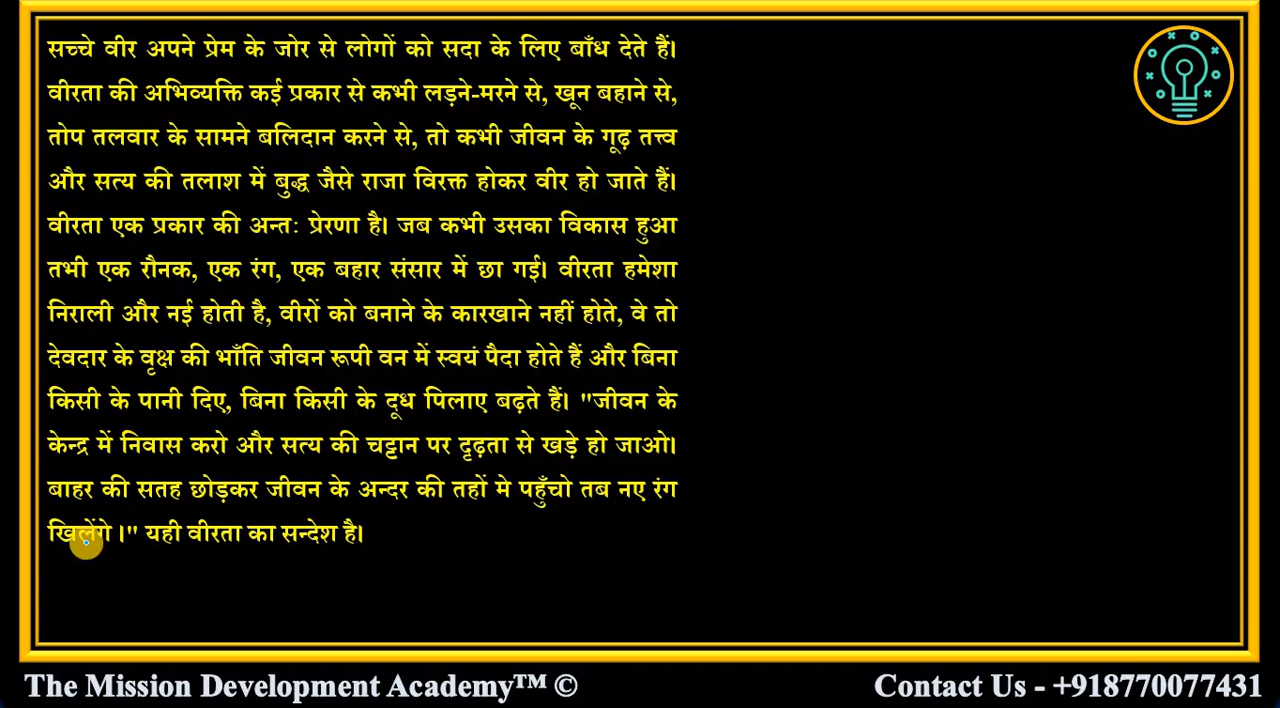 सच्चे वीर अपने प्रेम के जोर से लोगों को सदा के लिए बाँध देते हैं।
वीरता की अभिव्यक्ति कई प्रकार से कभी लड़ने-मरने से, खून बहाने से,
तोप तलवार के सामने बलिदान करने से, तो कभी जीवन के गूढ़ तत्त्व
और सत्य की तलाश में बुद्ध जैसे राजा विरक्त होकर वीर हो जाते हैं।
वीरता एक प्रकार की अन्तः प्रेरणा है। जब कभी उसका विकास हुआ
तभी एक रौनक, एक रंग, एक बहार संसार में छा गई। वीरता हमेशा
निराली और नई होती है, वीरों को बनाने के कारखाने नहीं होते, वे तो
देवदार के वृक्ष की भाँति जीवन रूपी वन में स्वयं पैदा होते हैं और बिना
किसी के पानी दिए, बिना किसी के दूध पिलाए बढ़ते हैं। "जीवन के
केन्द्र में निवास करो और सत्य की चट्टान पर दृढ़ता से खड़े हो जाओ।
बाहर की सतह छोड़कर जीवन के अन्दर की तहों मे पहुँचो तब नए रंग
खिलेंगे।" यही वीरता का सन्देश है।
The Mission Development Academy™ ©
Contact Us - +918770077431